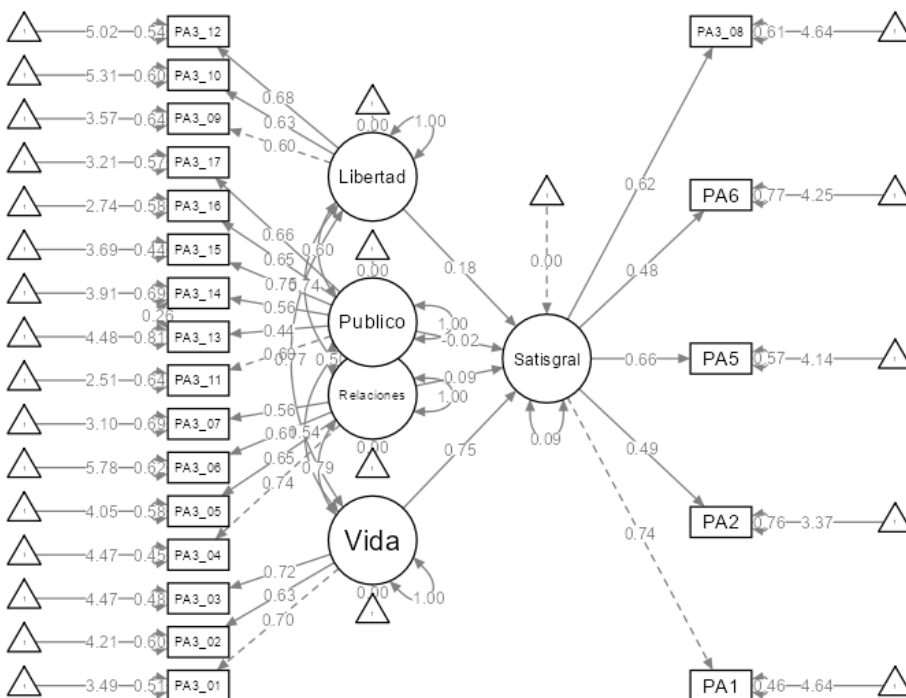 5.02 0.54 PA3_12
5.31 0.60 PA3_10
3.57 0.64 PA3_09
3.21 0.57 PA3_17
2.74 0.58 PA3_16
3.69 0.44 PA3_15
3.91 0.69 PA3_14
0.26
4.48 0.81 PA3_13
2.51 0.64 PA3_11
3.10 0.69 PA3_07
5.78 0.62 PA3_06
4.05 0.58 PA3_05
4.47 0.45 PA3_04
4.47 0.48 PA3_03
4.21 0.60 PA3_02
3.49 0.51 PA3_01
0.68
0.63
0.60
0.66
0.65
0.75
0.56
0.44
0.56
0.65
0.74
0.72
0.63
0.70
0.00 1.00
Libertad
0.60
0.00
Publico
1.00
Relaciones
1.00
0.00
0.79
Vida
0.00 1.00
0.18
-0.02
0.09
0.75
0.00
Satisgral
0.09
0.62
0.48
0.66
0.49
0.74
PA3_08 0.61 4.64
PA6 0.77 4.25
PA5 0.57 4.14
PA2 0.76 3.37
PA1 0.46 4.64